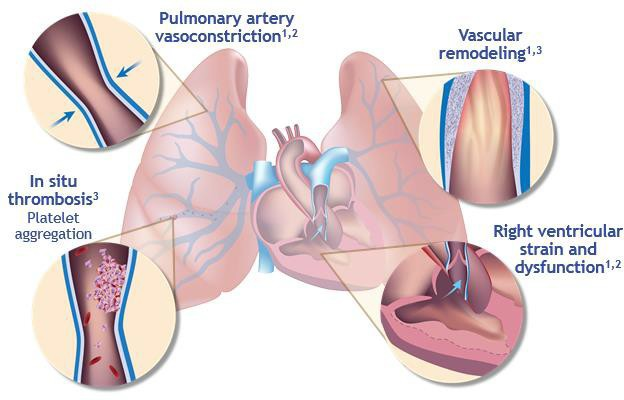 Pulmonary artery
vasoconstriction1,2
Vascular
remodeling1,3
In situ
thrombosis3
Platelet
aggregation
Right ventricular
strain and
dysfunction1,2